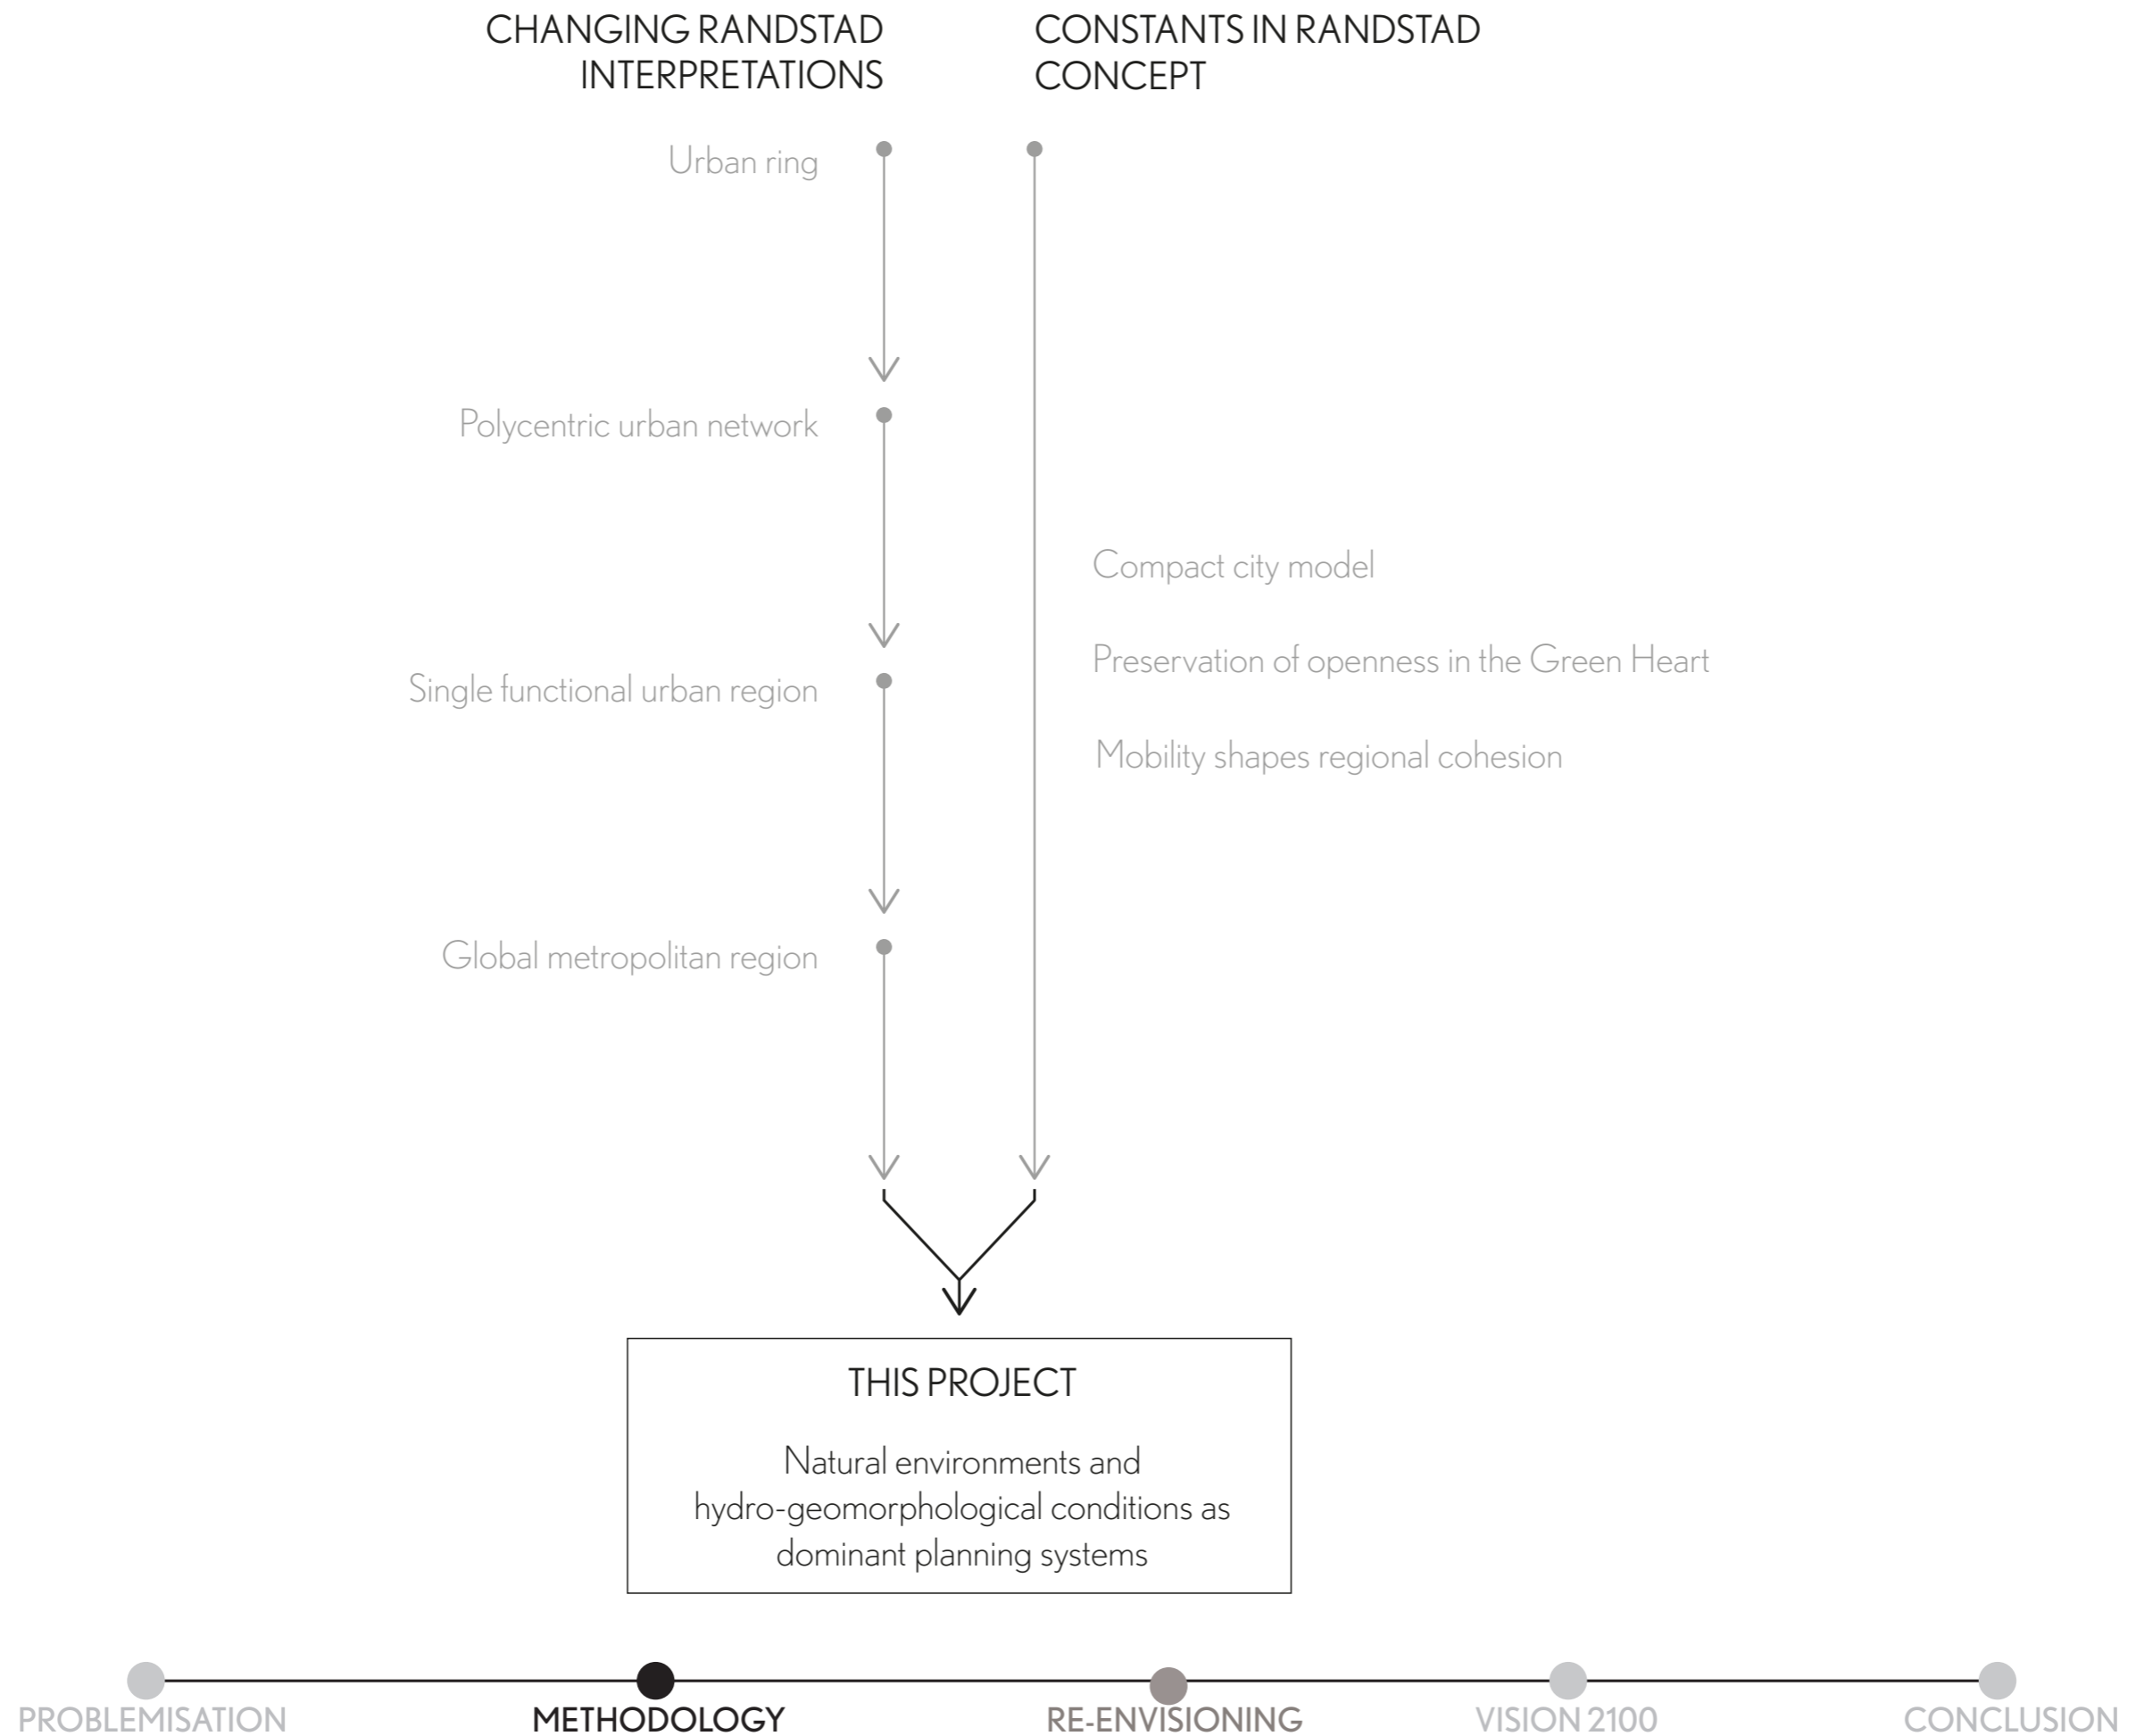 CHANGING RANDSTAD
INTERPRETATIONS
CONSTANTS IN RANDSTAD
CONCEPT
Urban ring
Polycentric urban network
Single functional urban region
Global metropolitan region
Compact city model
Preservation of openness in the Green Heart
Mobility shapes regional cohesion
THIS PROJECT
Natural environments and
hydro-geomorphological conditions as
dominant planning systems
PROBLEMISATION
METHODOLOGY
RE-ENVISIONING
VISION 2100
CONCLUSION